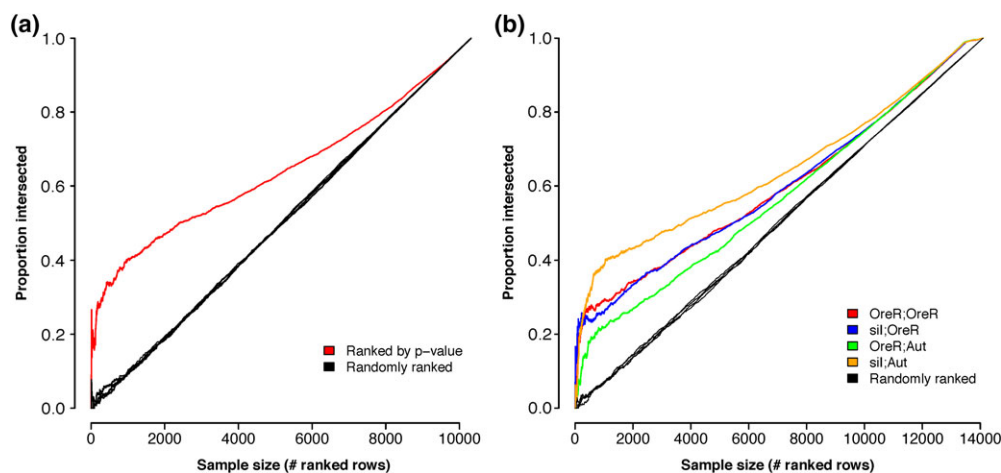 (a)
1.0
0.8
0.6
0.4
0.2
0.0
Proportion intersected
Ranked by p−value
Randomly ranked
0 2000 4000 6000 8000 10000
Sample size (# ranked rows)
(b)
1.0
0.8
0.6
0.4
0.2
0.0
Proportion intersected
OreR;OreR
sil;OreR
OreR;Aut
sil;Aut
Randomly ranked
0 2000 4000 6000 8000 10000 12000 14000
Sample size (# ranked rows)